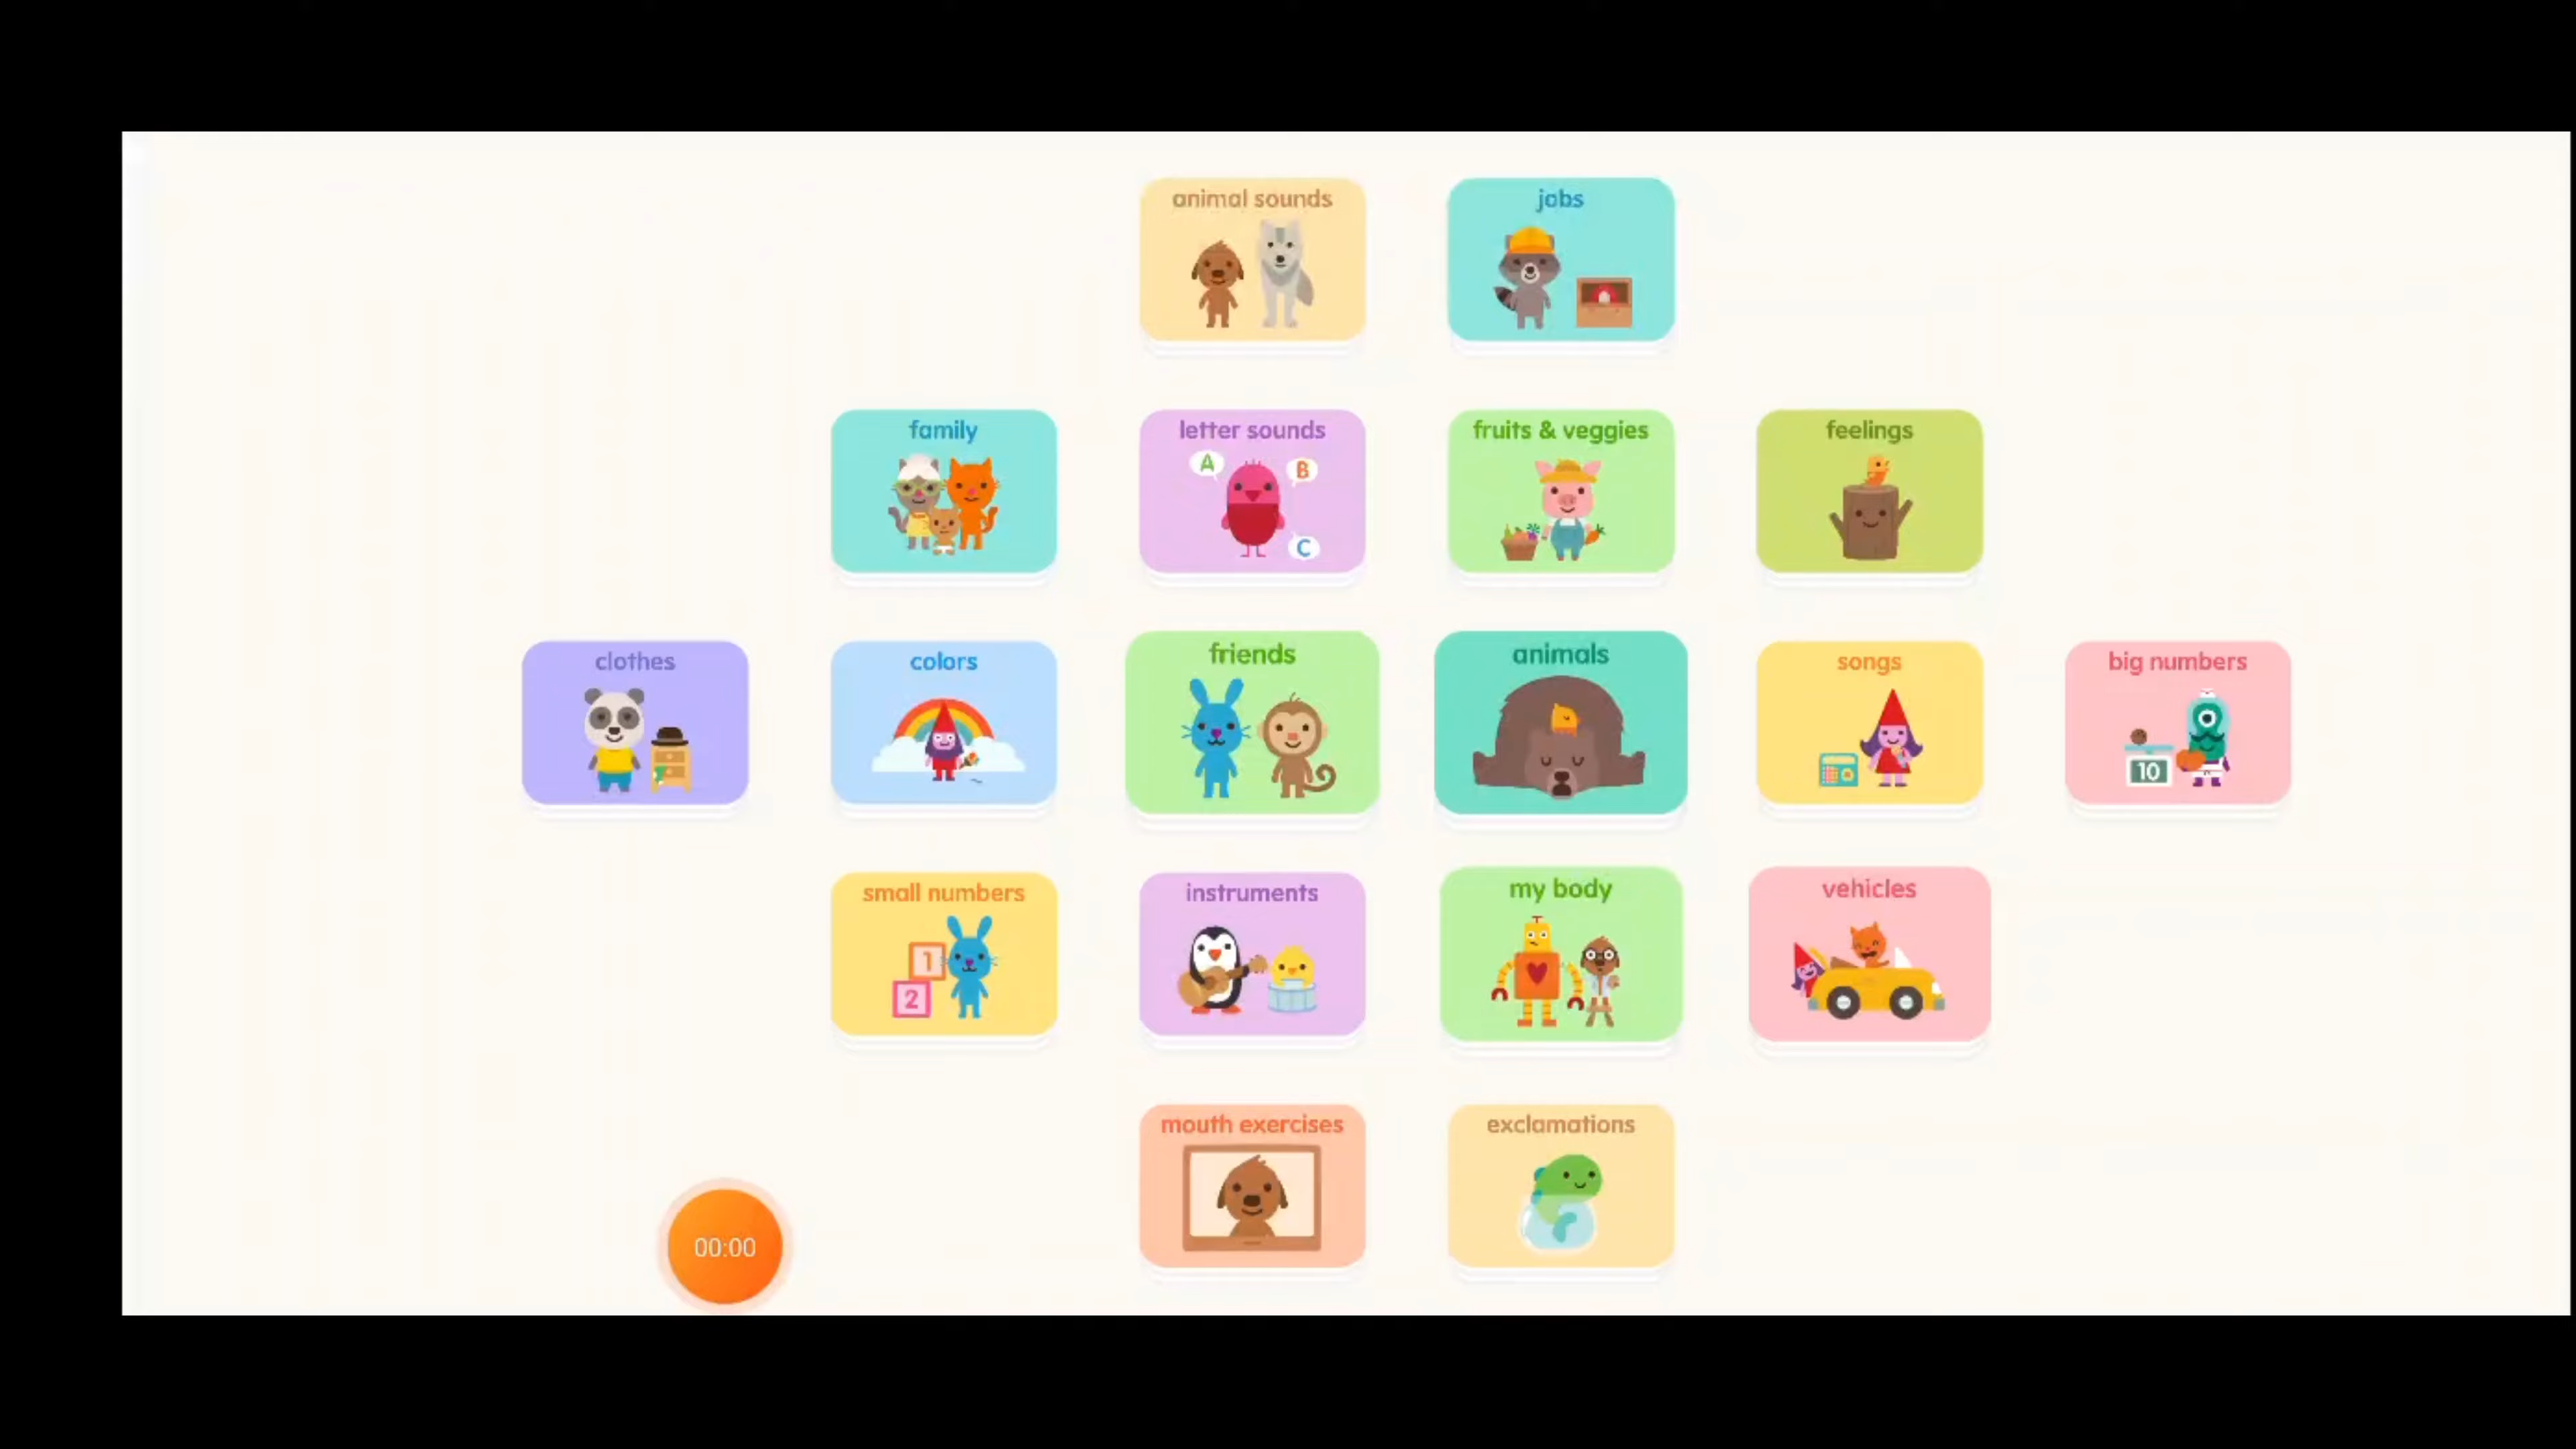 animal sounds
jobs
family
letter sounds
A
B
C
fruits & veggies
feelings
clothes
colors
friends
animals
songs
big numbers
10
small numbers
1
2
instruments
my body
vehicles
mouth exercises
exclamations
00:00